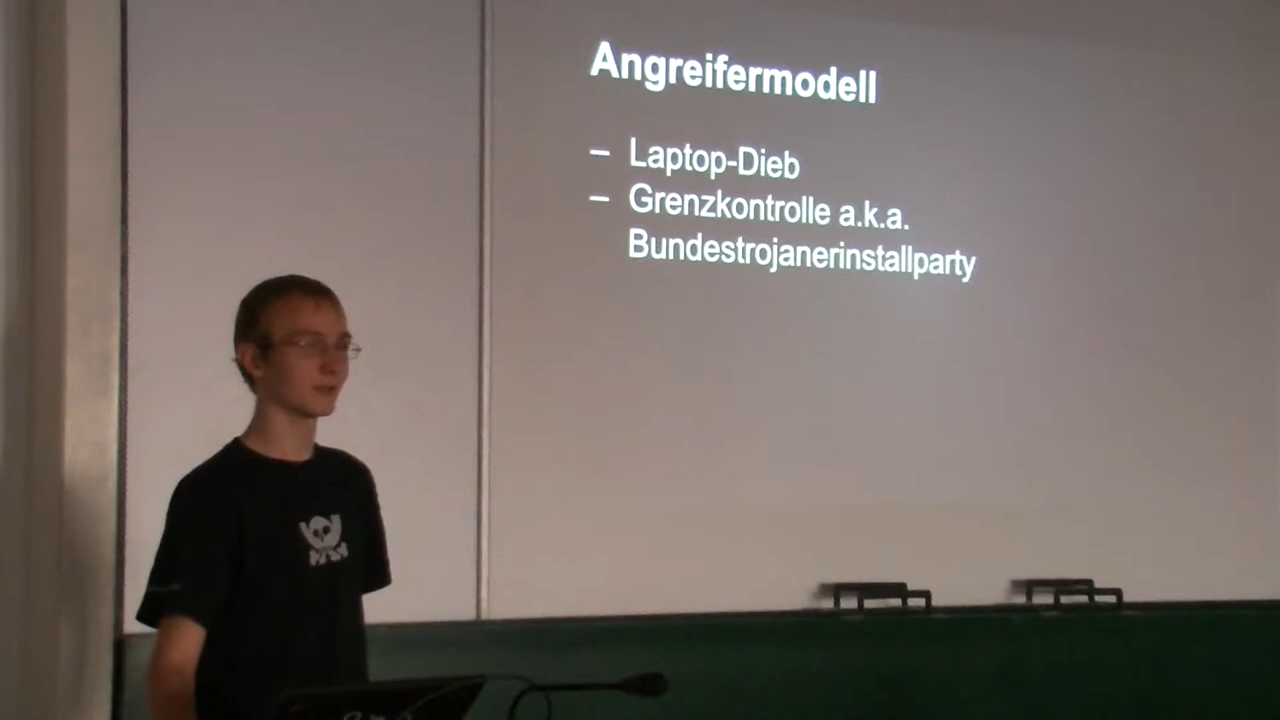 Angreifermodell
– Laptop-Dieb
– Grenzkontrolle a.k.a.
Bundestrojanerinstallparty